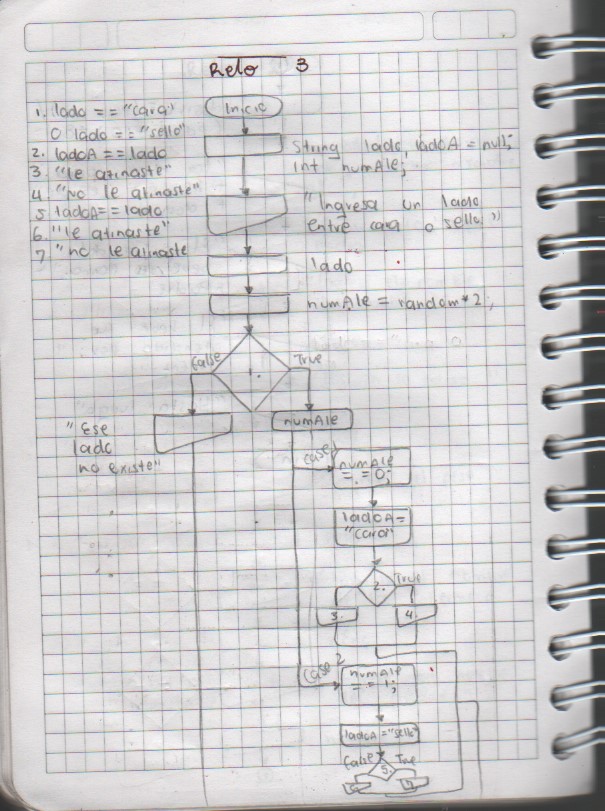 Reto 3
1. lado == "cara"
O lado == "sello"
2. ladoA == lado
3. "le atinaste"
4 "no le atinaste"
5 ladoA== lado
6. "le atinaste"
7 "no le atinaste
Inicio
String lado, ladoA = null;
int numAle;
"Ingresa un lado
entre cara o sello"
lado
numAle = random*2;
False
1.
True
"Ese
lado
no existe"
numAle
case 1
numAle
== 0;
ladoA=
"cara"
2.
True
3.
4.
case 2
numAle
== 1;
ladoA="sello"
False
5.
True
6
7